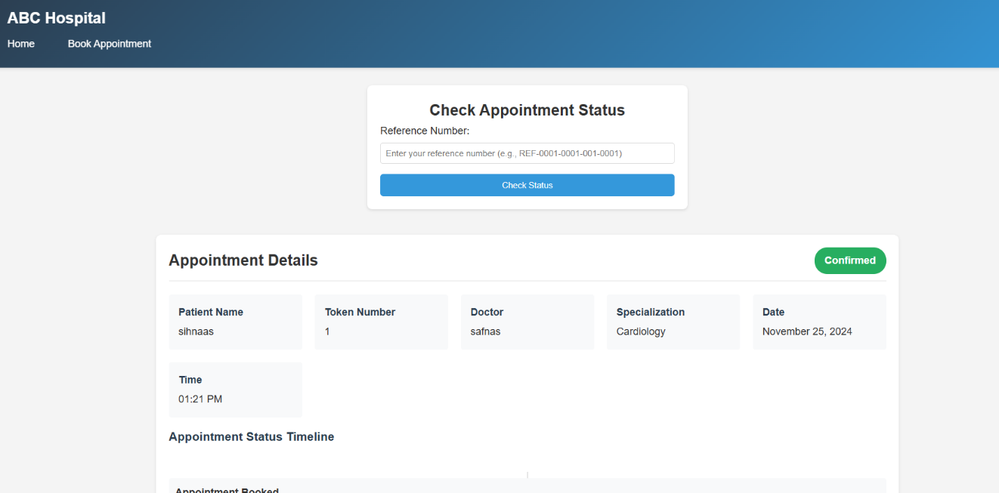 ABC Hospital
Home Book Appointment
Check Appointment Status
Reference Number:
Enter your reference number (e.g., REF-0001-0001-001-0001)
Check Status
Appointment Details
Confirmed
Patient Name
sihnaas
Token Number
1
Doctor
safnas
Specialization
Cardiology
Date
November 25, 2024
Time
01:21 PM
Appointment Status Timeline
Appointment Booked